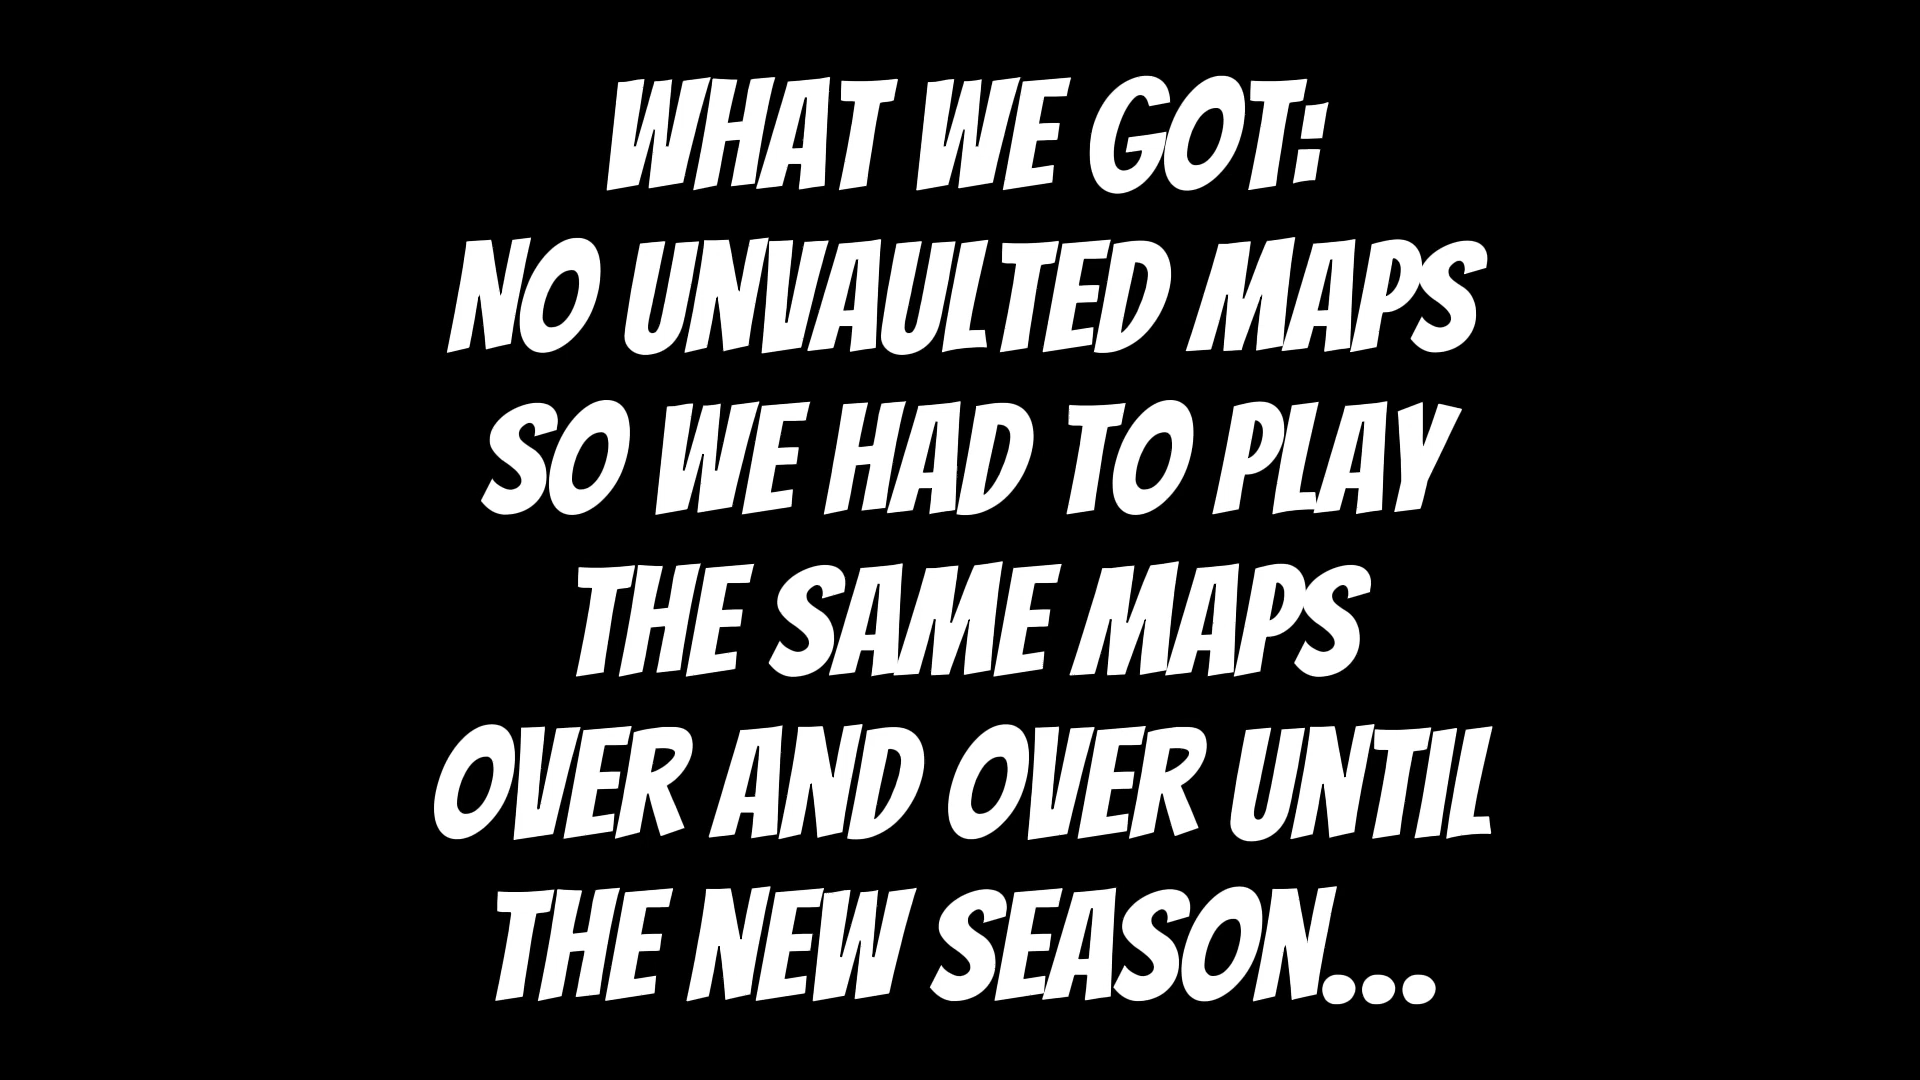 WHAT WE GOT:
NO UNVAULTED MAPS
SO WE HAD TO PLAY
THE SAME MAPS
OVER AND OVER UNTIL
THE NEW SEASON...